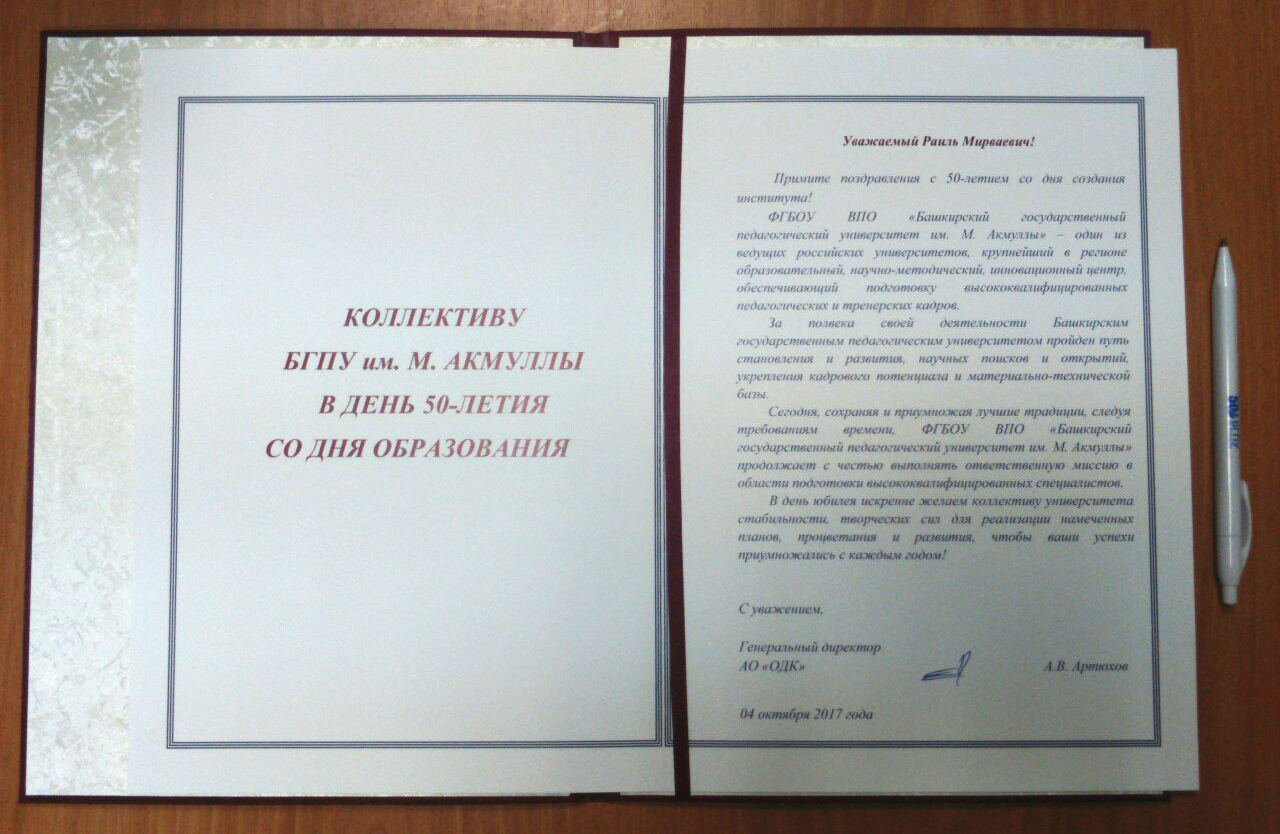 КОЛЛЕКТИВУ
БГПУ им. М. АКМУЛЛЫ
В ДЕНЬ 50-ЛЕТИЯ
СО ДНЯ ОБРАЗОВАНИЯ
Уважаемый Раиль Мирваевич!
Примите поздравления с 50-летием со дня создания
института!
ФГБОУ ВПО «Башкирский государственный
педагогический университет им. М. Акмуллы» – один из
ведущих российских университетов, крупнейший в регионе
образовательный, научно-методический, инновационный центр,
обеспечивающий подготовку высококвалифицированных
педагогических и тренерских кадров.
За полвека своей деятельности Башкирским
государственным педагогическим университетом пройден путь
становления и развития, научных поисков и открытий,
укрепления кадрового потенциала и материально-технической
базы.
Сегодня, сохраняя и приумножая лучшие традиции, следуя
требованиям времени, ФГБОУ ВПО «Башкирский
государственный педагогический университет им. М. Акмуллы»
продолжает с честью выполнять ответственную миссию в
области подготовки высококвалифицированных специалистов.
В день юбилея искренне желаем коллективу университета
стабильности, творческих сил для реализации намеченных
планов, процветания и развития, чтобы ваши успехи
приумножались с каждым годом!
С уважением,
Генеральный директор
АО «ОДК» А.В. Артюхов
04 октября 2017 года